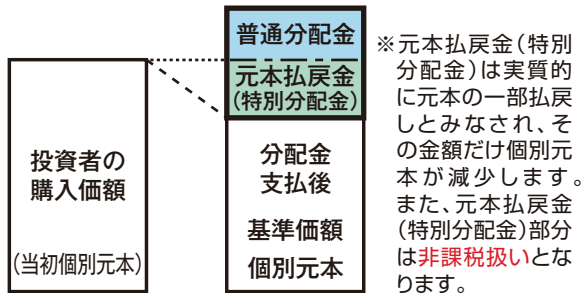 普通分配金
元本払戻金
(特別分配金)
投資者の
購入価額
(当初個別元本)
分配金
支払後
基準価額
個別元本
※元本払戻金(特別
分配金)は実質的
に元本の一部払戻
しとみなされ、そ
の金額だけ個別元
本が減少します。
また、元本払戻金
(特別分配金)部分
は非課税扱いとな
ります。